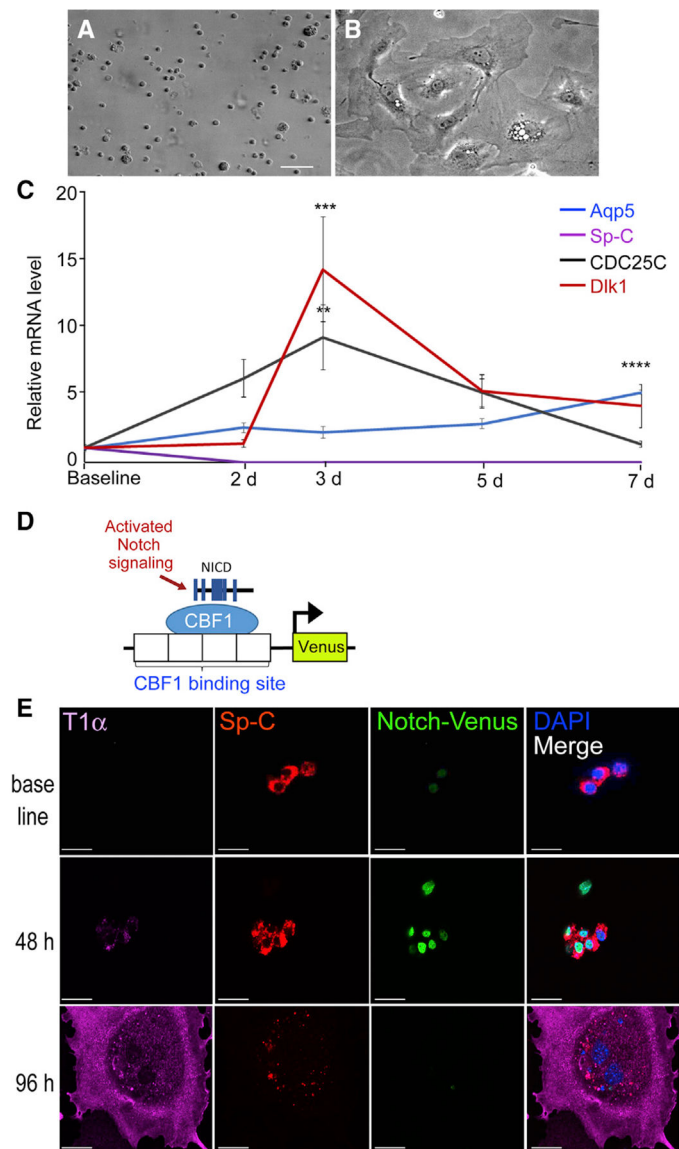 A
B
C
20
15
10
5
0
Relative mRNA level
***
**
****
Aqp5
Sp-C
CDC25C
Dlk1
Baseline
2 d
3 d
5 d
7 d
D
Activated
Notch
signaling
NICD
CBF1
Venus
CBF1 binding site
E
T1α
Sp-C
Notch-Venus
DAPI
Merge
base
line
48 h
96 h